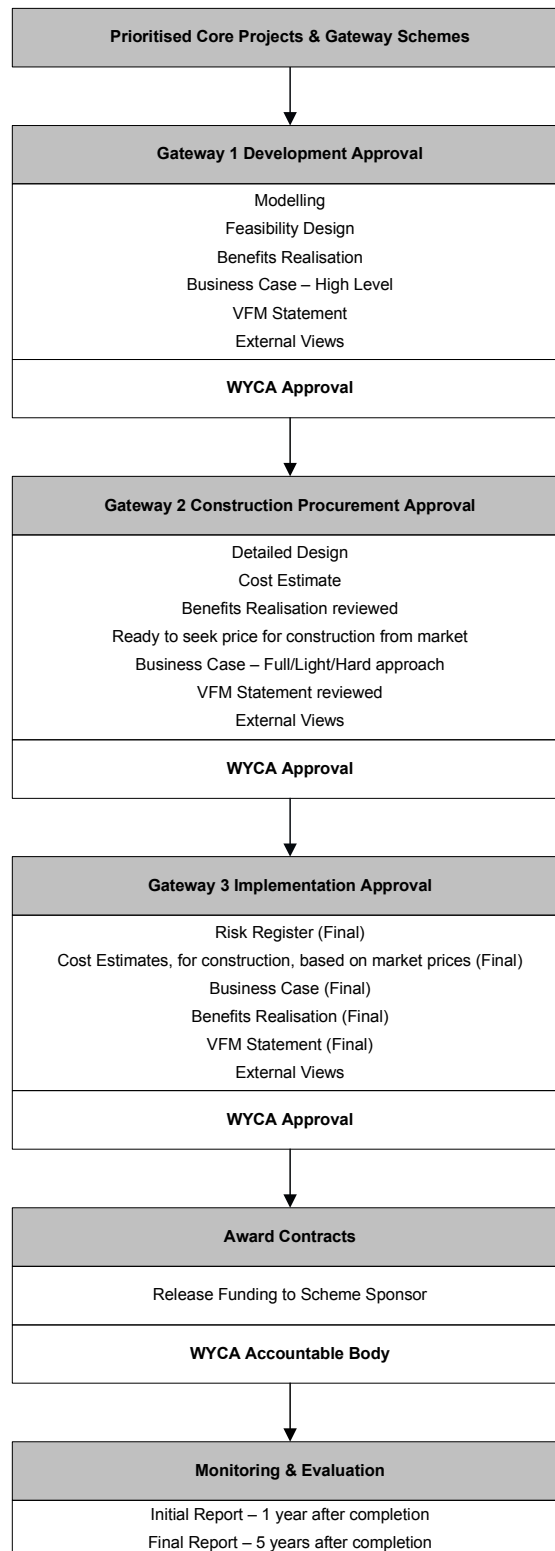 Prioritised Core Projects & Gateway Schemes
Gateway 1 Development Approval
Modelling
Feasibility Design
Benefits Realisation
Business Case – High Level
VFM Statement
External Views
WYCA Approval
Gateway 2 Construction Procurement Approval
Detailed Design
Cost Estimate
Benefits Realisation reviewed
Ready to seek price for construction from market
Business Case – Full/Light/Hard approach
VFM Statement reviewed
External Views
WYCA Approval
Gateway 3 Implementation Approval
Risk Register (Final)
Cost Estimates, for construction, based on market prices (Final)
Business Case (Final)
Benefits Realisation (Final)
VFM Statement (Final)
External Views
WYCA Approval
Award Contracts
Release Funding to Scheme Sponsor
WYCA Accountable Body
Monitoring & Evaluation
Initial Report – 1 year after completion
Final Report – 5 years after completion